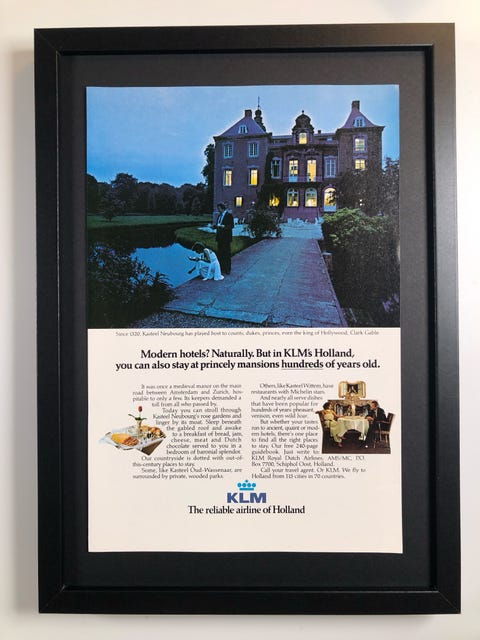 Since 1320, Kasteel Neubourg has played host to county, dukes, princes, even the king of Hollywood, Clark Gable
Modern hotels? Naturally. But in KLM's Holland,
you can also stay at princely mansions hundreds of years old.
It was once a medieval manor on the main
road between Amsterdam and Zurich, hos-
pitable to only a few. Its keepers demanded a
toll from all who passed by.
Today you can stroll through
Kasteel Neubourg's rose gardens and
linger by its moat. Sleep beneath
the gabled roof and awake
to a breakfast of bread, jam,
cheese, meat and Dutch
chocolate served to you in a
bedroom of baronial splendor.
Our countryside is dotted with out-of-
this-century places to stay.
Some, like Kasteel Oud-Wassenaar, are
surrounded by private, wooded parks.
Others, like Kasteel Wittem, have
restaurants with Michelin stars.
And nearly all serve dishes
that have been popular for
hundreds of years: pheasant,
venison, even wild boar.
But whether your tastes
run to ancient, quaint or mod-
ern hotels, there's one place
to find all the right places
to stay. Our free 240-page
guidebook. Just write to:
KLM Royal Dutch Airlines, AMS/MC, P.O.
Box 7700, Schiphol Oost, Holland.
Call your travel agent. Or KLM. We fly to
Holland from 115 cities in 70 countries.
KLM
The reliable airline of Holland